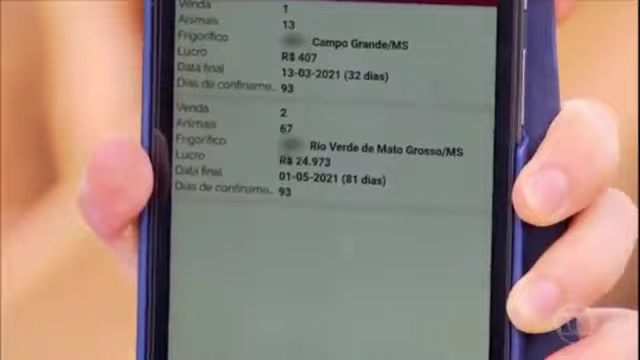 Venda 1
Animais 13
Frigorífico Campo Grande/MS
Lucro R$ 407
Data final 13-03-2021 (32 dias)
Dias de confiname.. 93
Venda 2
Animais 67
Frigorífico Rio Verde de Mato Grosso/MS
Lucro R$ 24.973
Data final 01-05-2021 (81 dias)
Dias de confiname.. 93